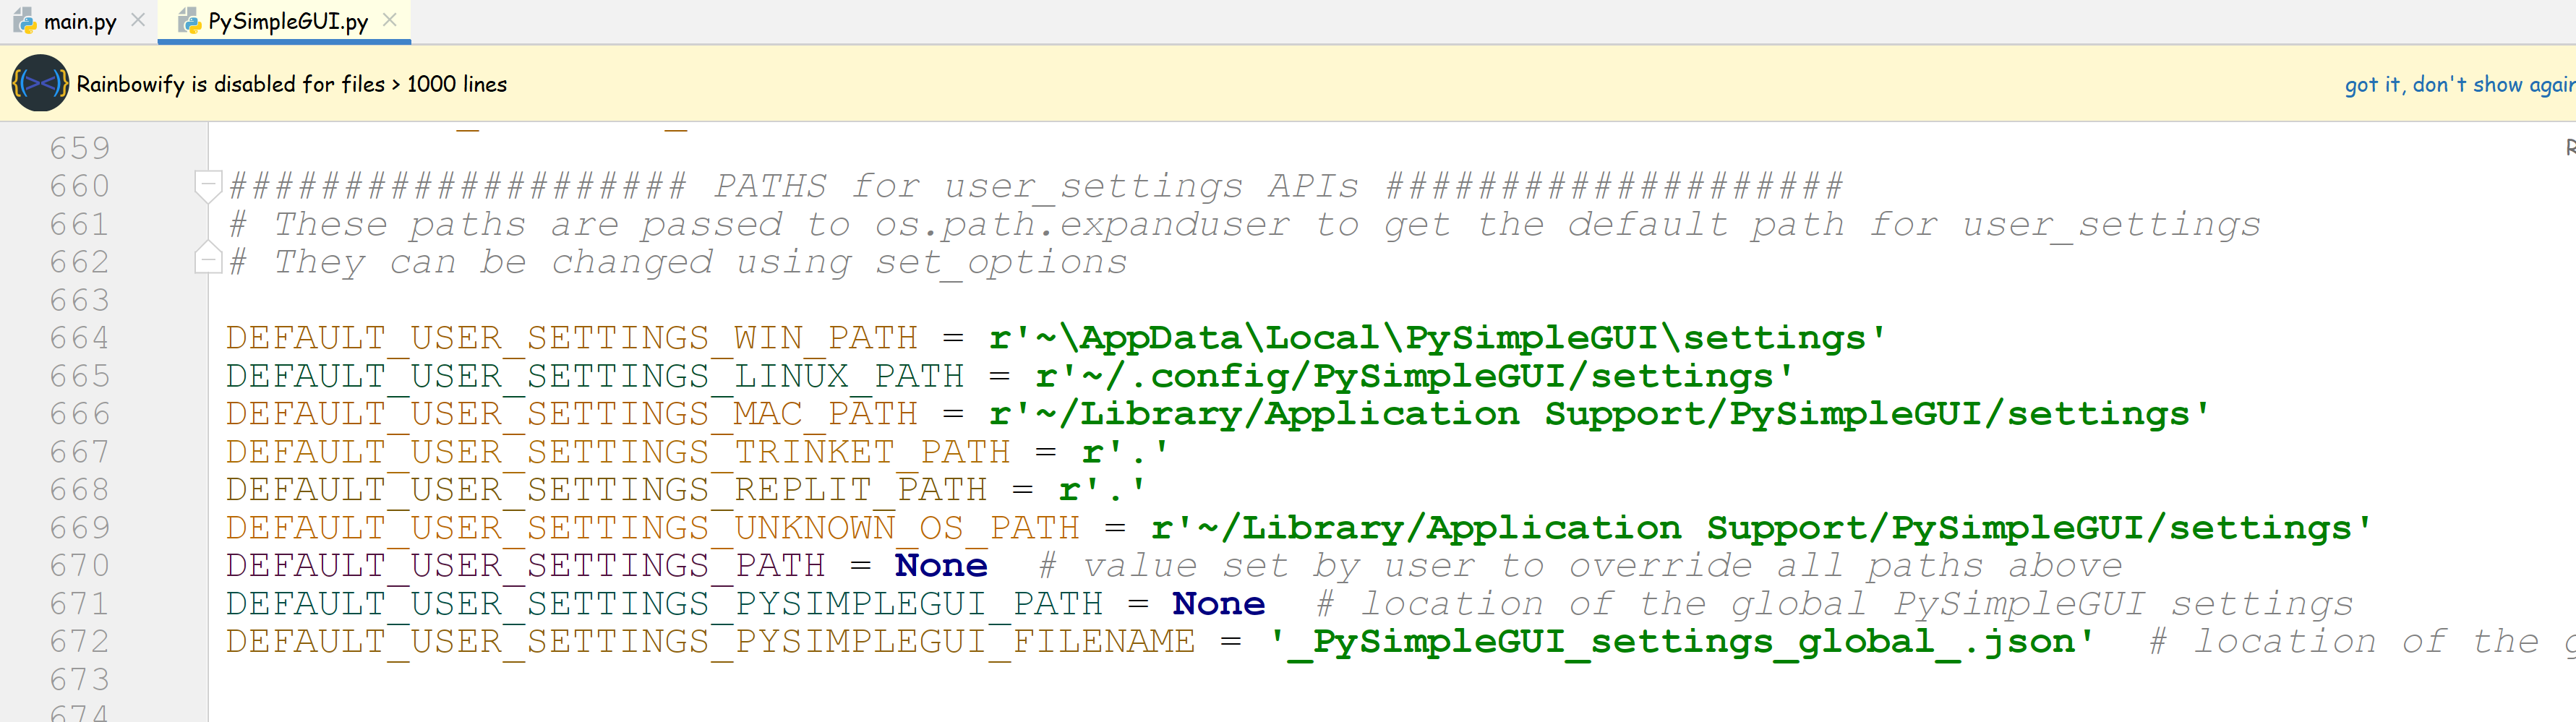 main.py PySimpleGUI.py
{(><)} Rainbowify is disabled for files > 1000 lines got it, don't show again
659
660 #################### PATHS for user_settings APIs ####################
661 # These paths are passed to os.path.expanduser to get the default path for user_settings
662 # They can be changed using set_options
663
664 DEFAULT_USER_SETTINGS_WIN_PATH = r'~\AppData\Local\PySimpleGUI\settings'
665 DEFAULT_USER_SETTINGS_LINUX_PATH = r'~/.config/PySimpleGUI/settings'
666 DEFAULT_USER_SETTINGS_MAC_PATH = r'~/Library/Application Support/PySimpleGUI/settings'
667 DEFAULT_USER_SETTINGS_TRINKET_PATH = r'.'
668 DEFAULT_USER_SETTINGS_REPLIT_PATH = r'.'
669 DEFAULT_USER_SETTINGS_UNKNOWN_OS_PATH = r'~/Library/Application Support/PySimpleGUI/settings'
670 DEFAULT_USER_SETTINGS_PATH = None # value set by user to override all paths above
671 DEFAULT_USER_SETTINGS_PYSIMPLEGUI_PATH = None # location of the global PySimpleGUI settings
672 DEFAULT_USER_SETTINGS_PYSIMPLEGUI_FILENAME = '_PySimpleGUI_settings_global_.json' # location of the
673
674